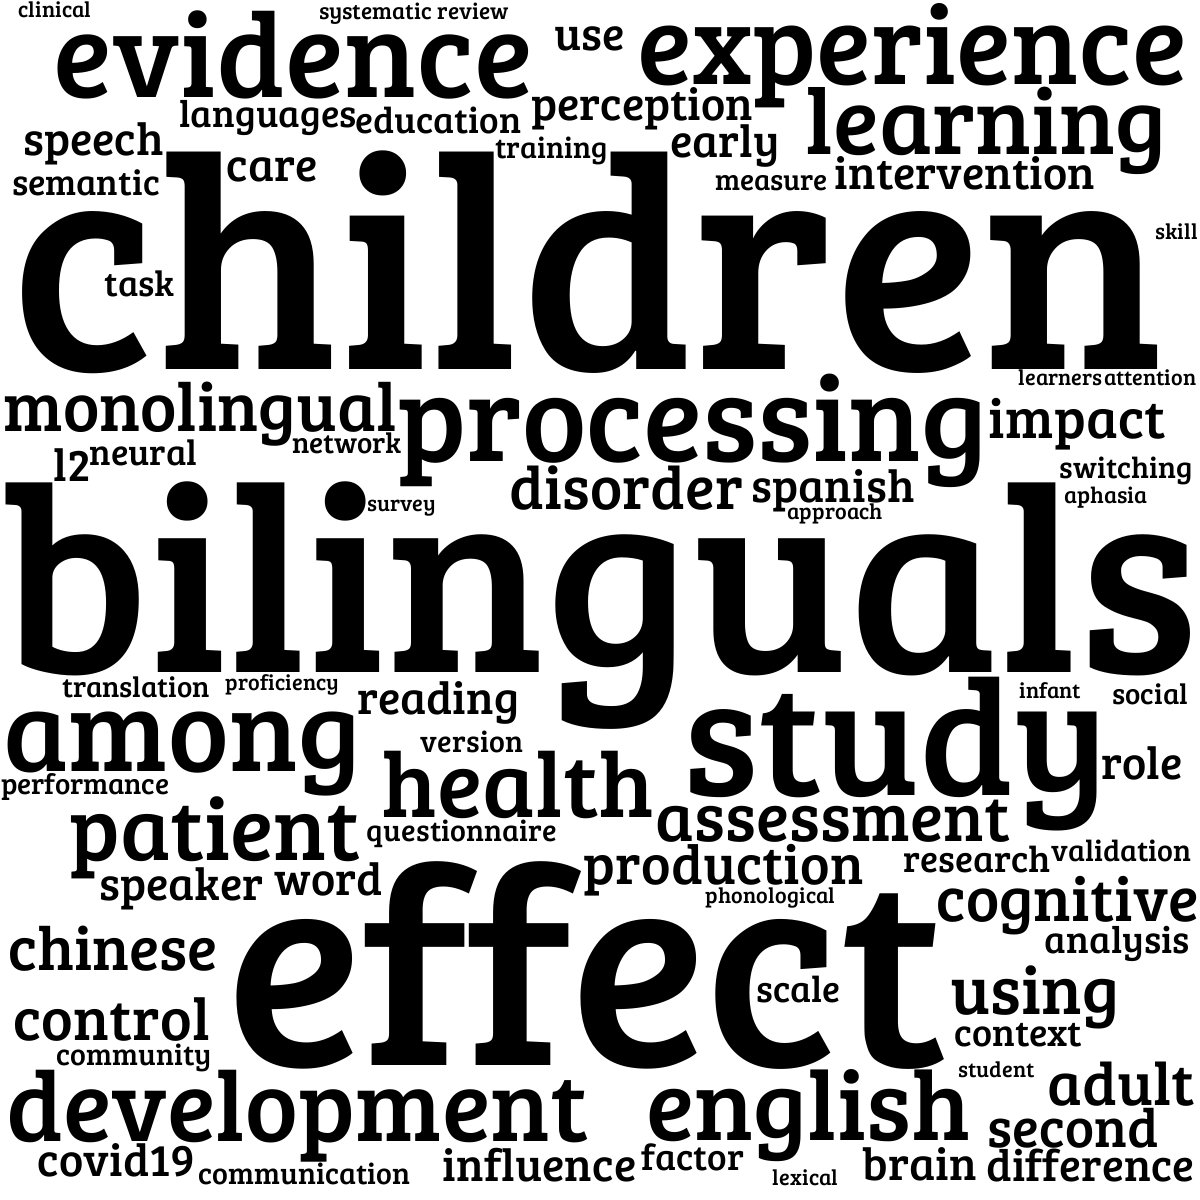 clinical
systematic review
evidence
use
experience
languages
education
perception
learning
speech
care
training
early
semantic
measure
intervention
children
skill
task
learners
attention
monolingual
processing
impact
network
l2
neural
disorder
spanish
switching
survey
approach
aphasia
bilinguals
translation
proficiency
reading
infant
social
among
study
version
health
role
performance
patient
questionnaire
assessment
speaker
word
production
research
validation
phonological
cognitive
effect
chinese
analysis
scale
using
control
context
community
student
development
english
adult
second
covid19
communication
influence
factor
lexical
brain
difference